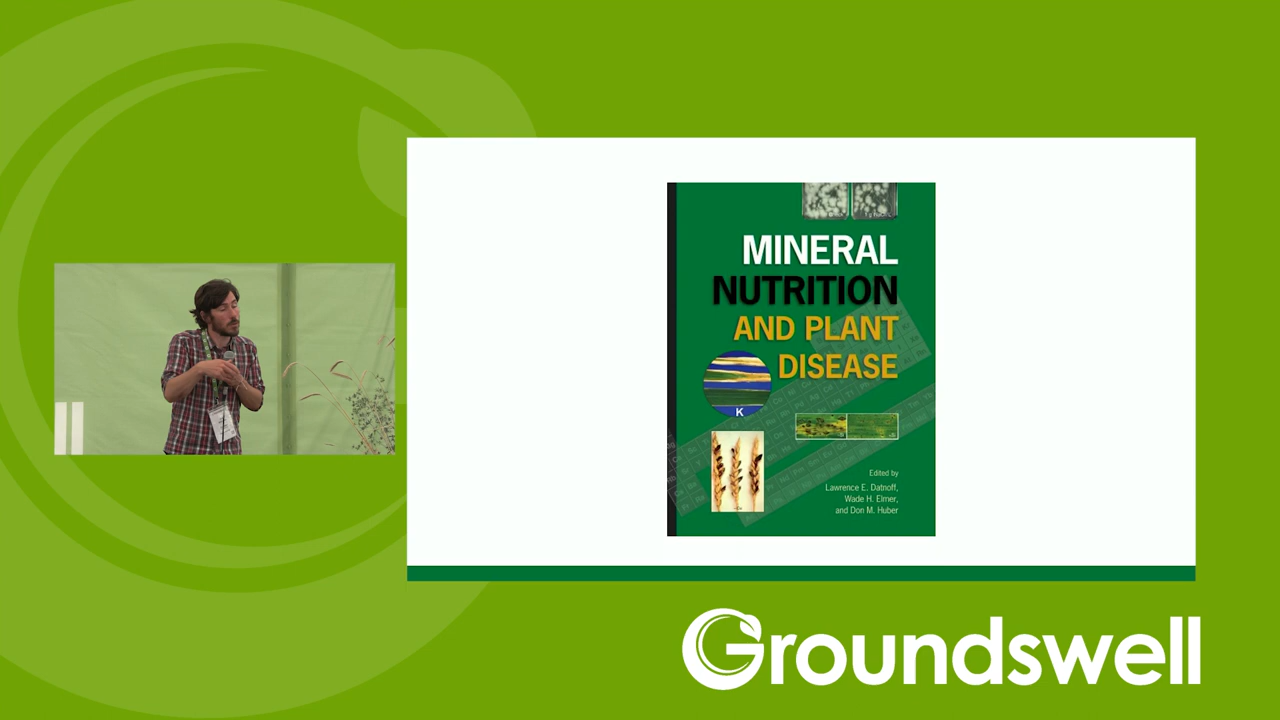 MINERAL
NUTRITION
AND PLANT
DISEASE
K
Edited by
Lawrence E. Datnoff,
Wade H. Elmer,
and Don M. Huber
Groundswell